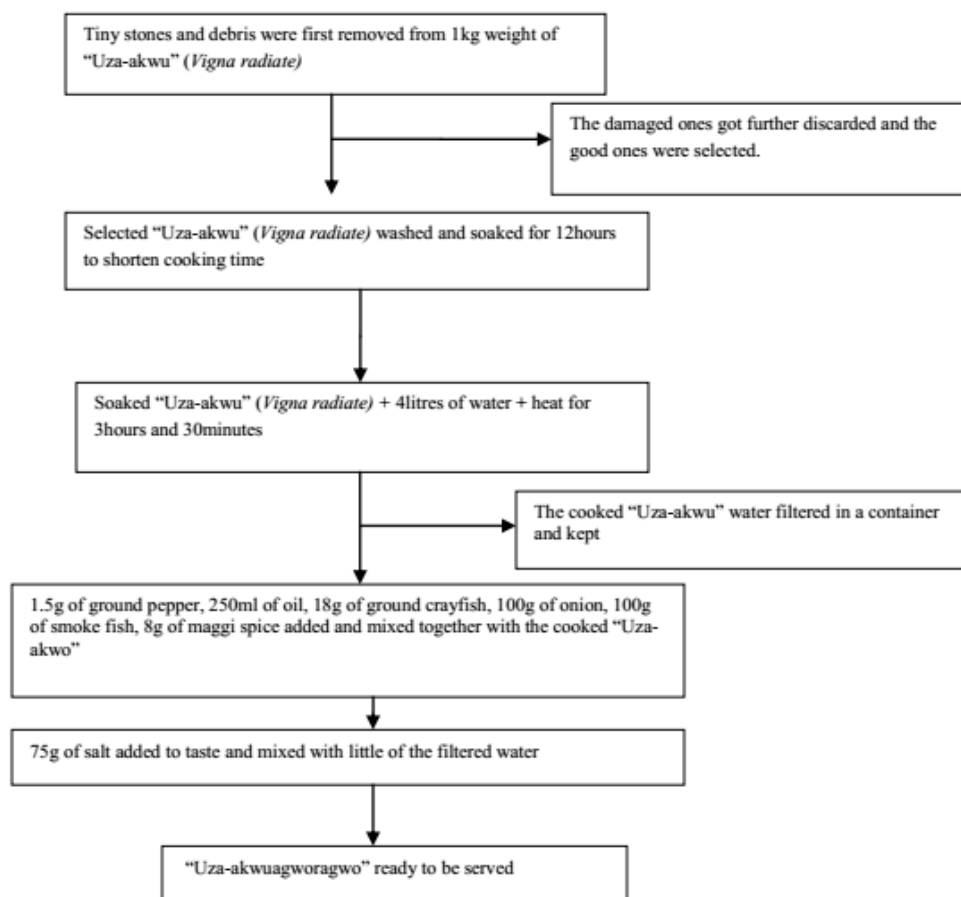 Tiny stones and debris were first removed from 1kg weight of
“Uza-akwu” (Vigna radiate)
The damaged ones got further discarded and the
good ones were selected.
Selected “Uza-akwu” (Vigna radiate) washed and soaked for 12hours
to shorten cooking time
Soaked “Uza-akwu” (Vigna radiate) + 4litres of water + heat for
3hours and 30minutes
The cooked “Uza-akwu” water filtered in a container
and kept
1.5g of ground pepper, 250ml of oil, 18g of ground crayfish, 100g of onion, 100g
of smoke fish, 8g of maggi spice added and mixed together with the cooked “Uza-
akwo”
75g of salt added to taste and mixed with little of the filtered water
“Uza-akwuagworagwo” ready to be served